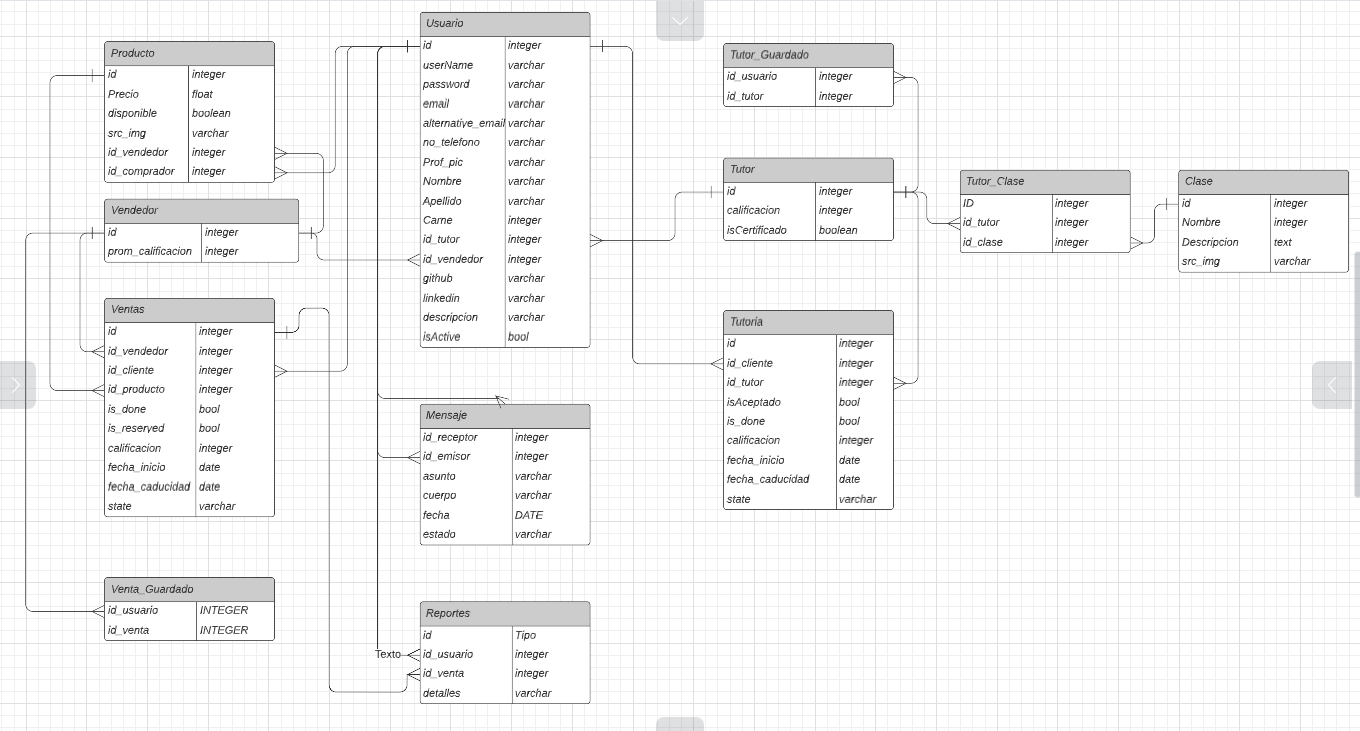 Producto
id integer
Precio float
disponible boolean
src_img varchar
id_vendedor integer
id_comprador integer
Vendedor
id integer
prom_calificacion integer
Ventas
id integer
id_vendedor integer
id_cliente integer
id_producto integer
is_done bool
is_reserved bool
calificacion integer
fecha_inicio date
fecha_caducidad date
state varchar
Venta_Guardado
id_usuario INTEGER
id_venta INTEGER
Usuario
id integer
userName varchar
password varchar
email varchar
alternative_email varchar
no_telefono varchar
Prof_pic varchar
Nombre varchar
Apellido varchar
Carne integer
id_tutor integer
id_vendedor integer
github varchar
linkedin varchar
descripcion varchar
isActive bool
Mensaje
id_receptor integer
id_emisor integer
asunto varchar
cuerpo varchar
fecha DATE
estado varchar
Reportes
id Tipo
Texto
id_usuario integer
id_venta integer
detalles varchar
Tutor_Guardado
id_usuario integer
id_tutor integer
Tutor
id integer
calificacion integer
isCertificado boolean
Tutoría
id integer
id_cliente integer
id_tutor integer
isAceptado bool
is_done bool
calificacion integer
fecha_inicio date
fecha_caducidad date
state varchar
Tutor_Clase
ID integer
id_tutor integer
id_clase integer
Clase
id integer
Nombre integer
Descripcion text
src_img varchar